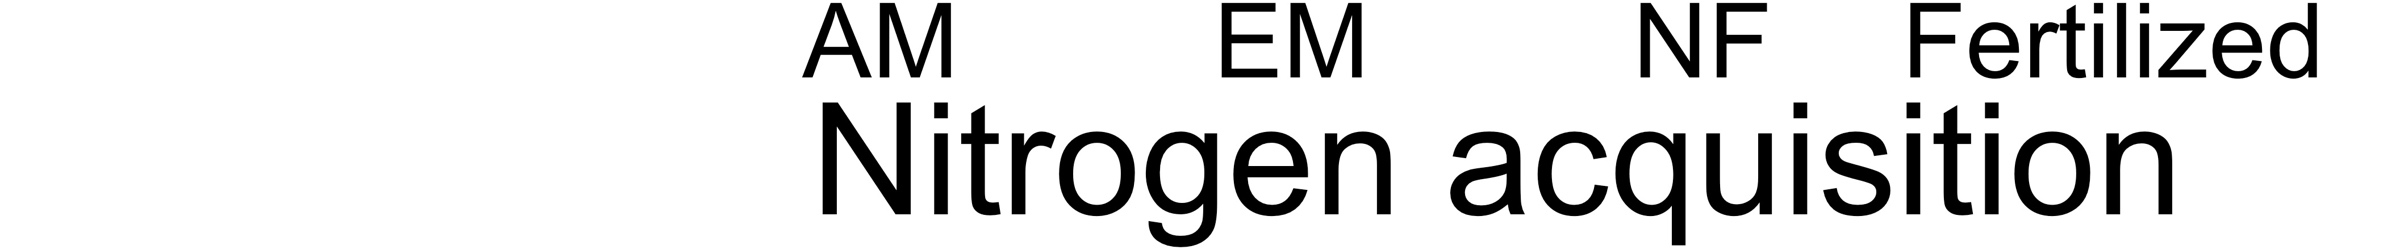 AM EM NF Fertilized
Nitrogen acquisition